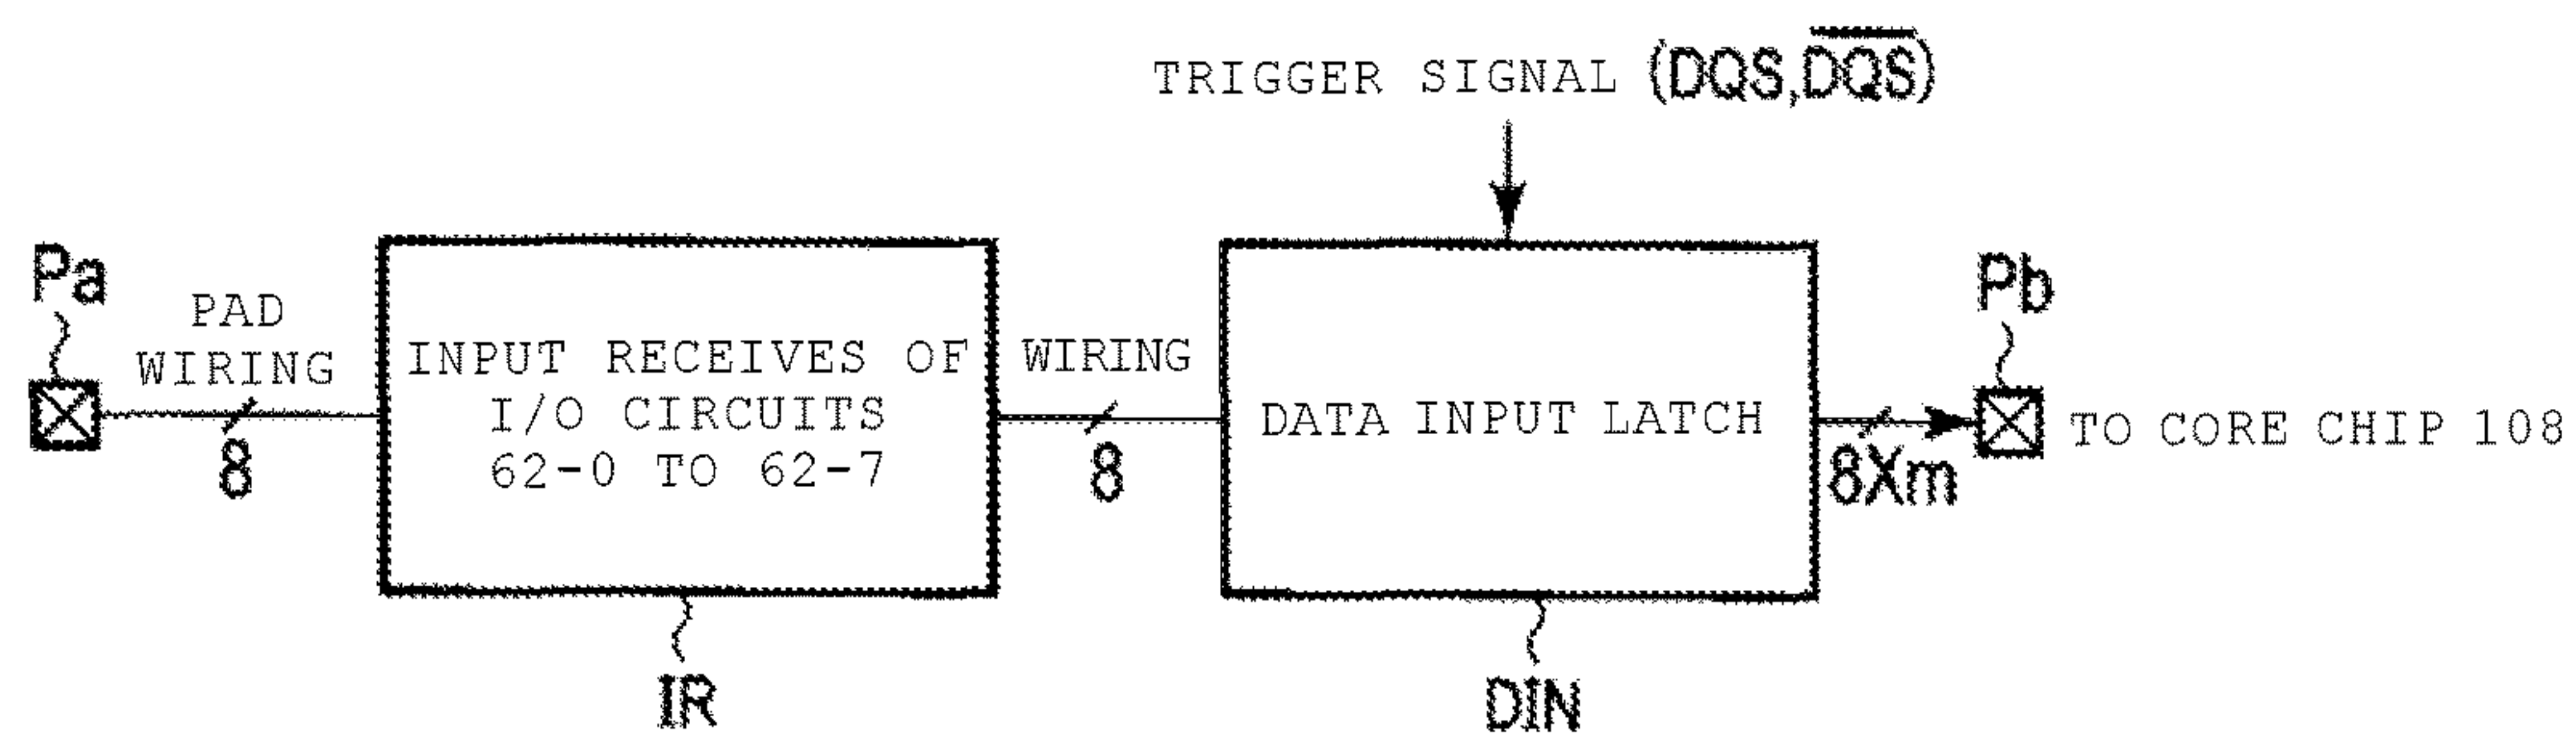 TRIGGER SIGNAL (DQS,D̅Q̅S̅)
Pa
PAD
WIRING
8
INPUT RECEIVES OF
I/O CIRCUITS
62-0 TO 62-7
IR
WIRING
8
DATA INPUT LATCH
DIN
8Xm
Pb
TO CORE CHIP 108